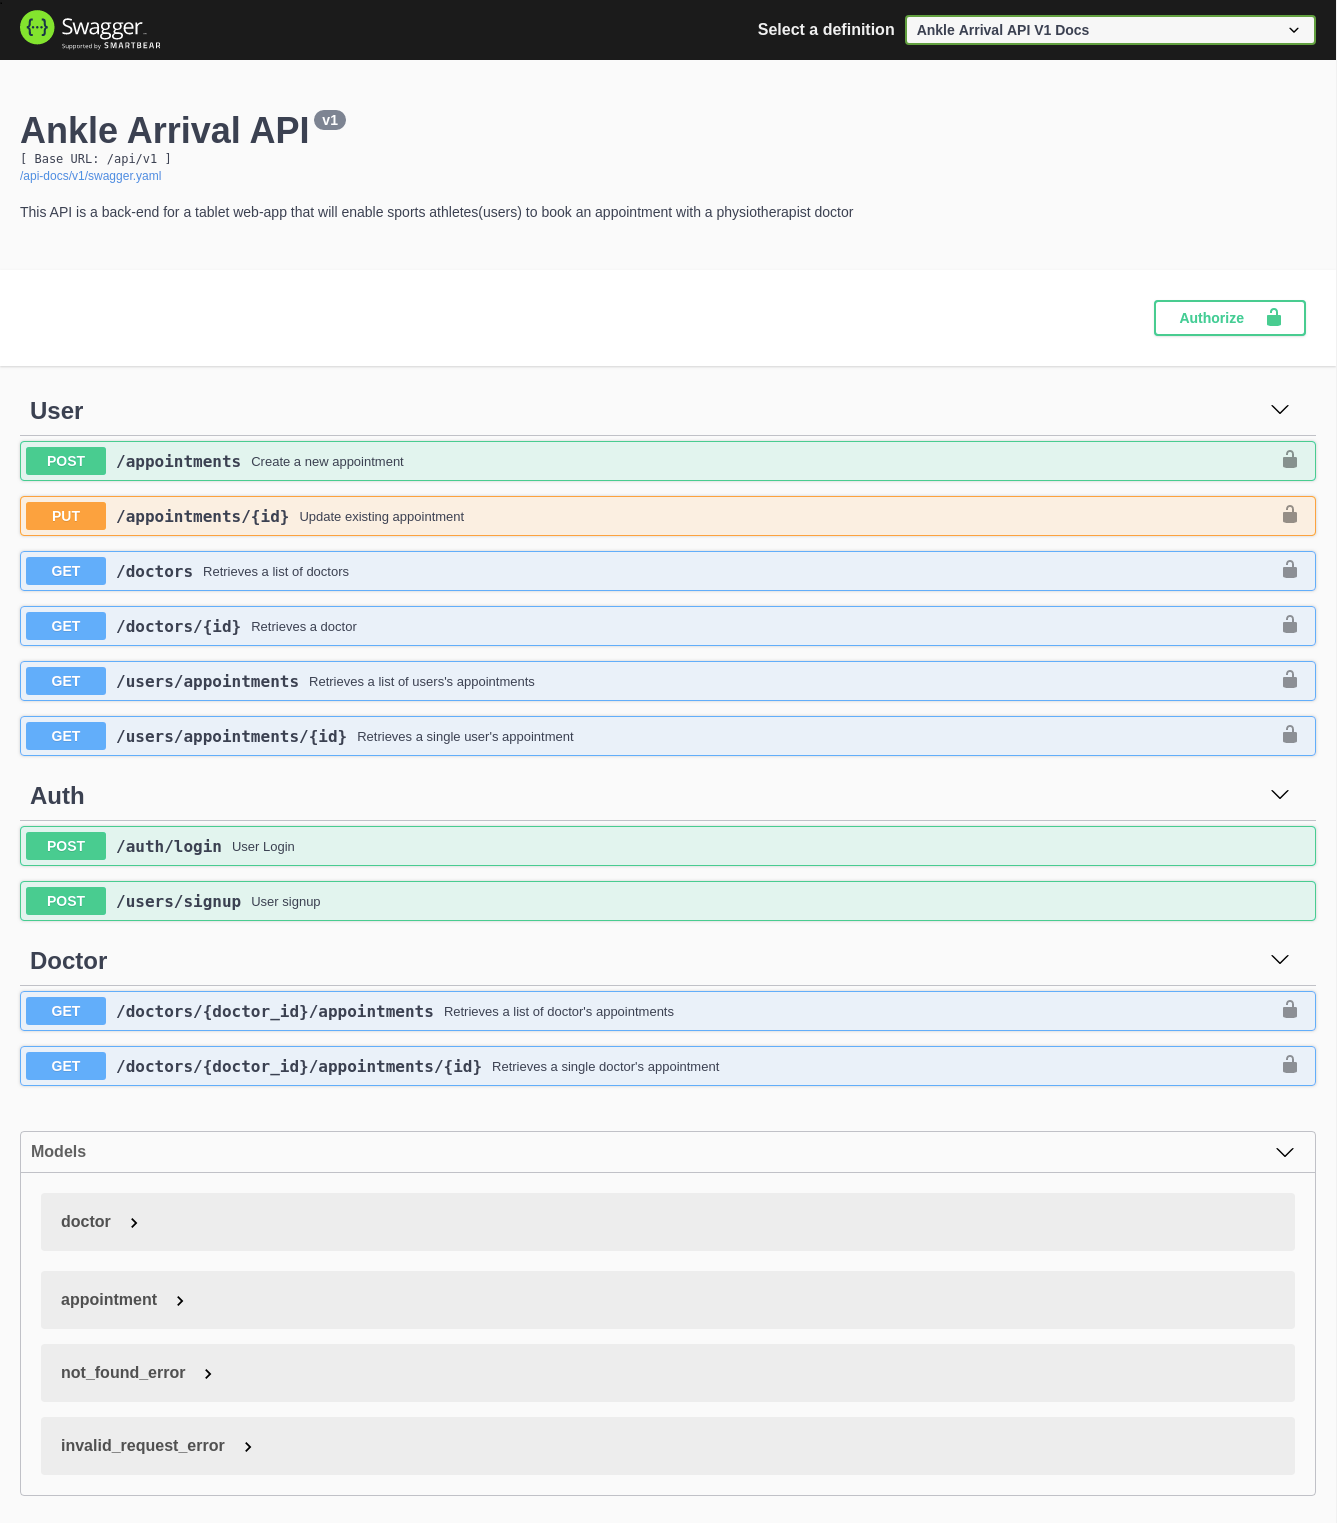 Swagger
Supported by SMARTBEAR
Select a definition
Ankle Arrival API V1 Docs
Ankle Arrival API v1
[ Base URL: /api/v1 ]
/api-docs/v1/swagger.yaml
This API is a back-end for a tablet web-app that will enable sports athletes(users) to book an appointment with a physiotherapist doctor
Authorize
User
POST /appointments Create a new appointment
PUT /appointments/{id} Update existing appointment
GET /doctors Retrieves a list of doctors
GET /doctors/{id} Retrieves a doctor
GET /users/appointments Retrieves a list of users's appointments
GET /users/appointments/{id} Retrieves a single user's appointment
Auth
POST /auth/login User Login
POST /users/signup User signup
Doctor
GET /doctors/{doctor_id}/appointments Retrieves a list of doctor's appointments
GET /doctors/{doctor_id}/appointments/{id} Retrieves a single doctor's appointment
Models
doctor
appointment
not_found_error
invalid_request_error